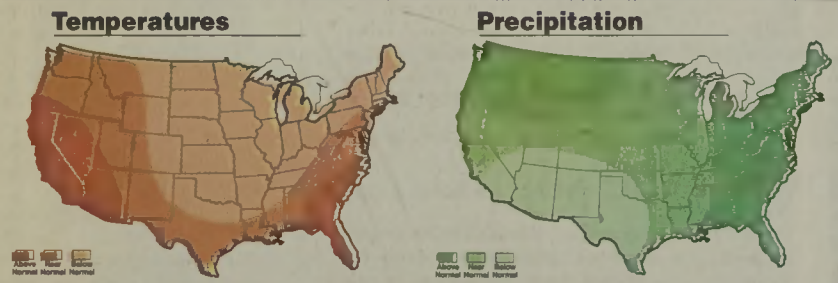 Temperatures
Precipitation
Above Normal
Near Normal
Below Normal
Above Normal
Near Normal
Below Normal